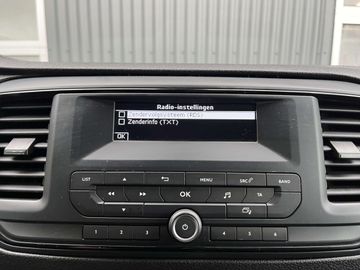 Radio-instellingen
Zendervolgsysteem (RDS)
Zenderinfo (TXT)
OK
LIST MENU SRC BAND
OK TA
1 2 3 4 5 6